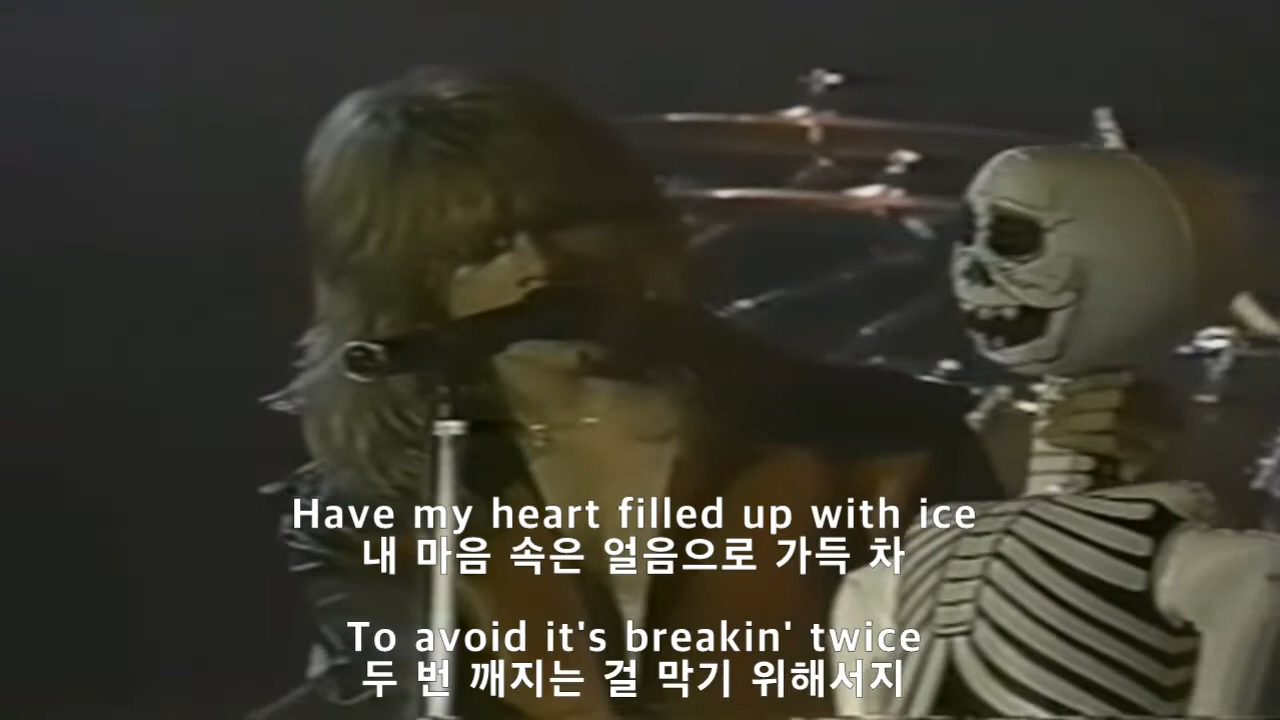 Have my heart filled up with ice
내 마음 속은 얼음으로 가득 차
To avoid it's breakin' twice
두 번 깨지는 걸 막기 위해서지